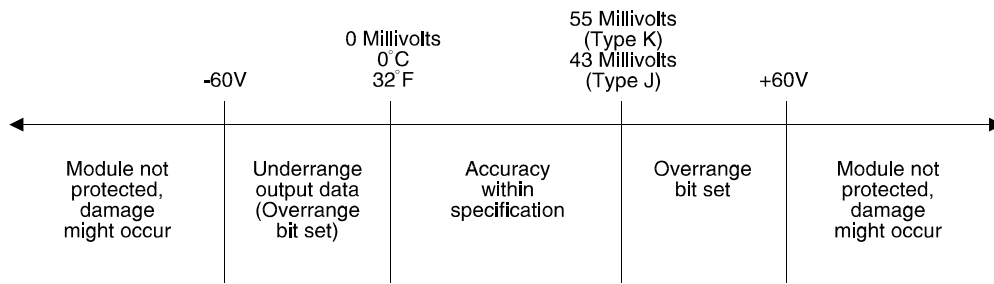 55 Millivolts
(Type K)
0 Millivolts
43 Millivolts
0°C
(Type J)
-60V
32°F
+60V
Module not
protected,
damage
might occur
Underrange
output data
(Overrange
bit set)
Accuracy
within
specification
Overrange
bit set
Module not
protected,
damage
might occur